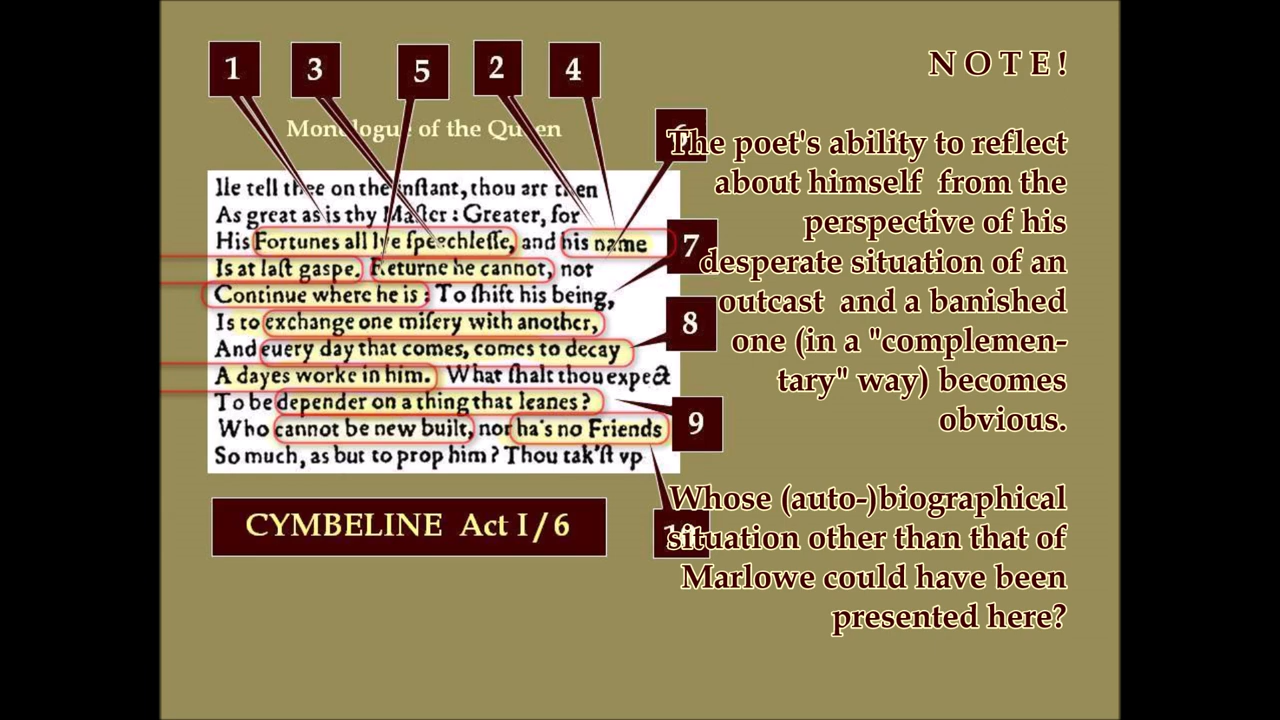 1
3
5
2
4
NOTE!
Monologue of the Queen
6
The poet's ability to reflect
about himself from the
perspective of his
desperate situation of an
outcast and a banished
one (in a "complemen-
tary" way) becomes
obvious.
Ile tell thee on the inſtant, thou art then
As great as is thy Maſter : Greater, for
His Fortunes all lye ſpeechleſſe, and his name
Is at laſt gaſpe. Returne he cannot, nor
Continue where he is : To ſhift his being,
Is to exchange one miſery with another,
And euery day that comes, comes to decay
A dayes worke in him. What ſhalt thou expect
To be depender on a thing that leanes ?
Who cannot be new built, nor ha's no Friends
So much, as but to prop him ? Thou tak'ſt vp
7
8
9
10
Whose (auto-)biographical
situation other than that of
Marlowe could have been
presented here?
CYMBELINE Act I / 6